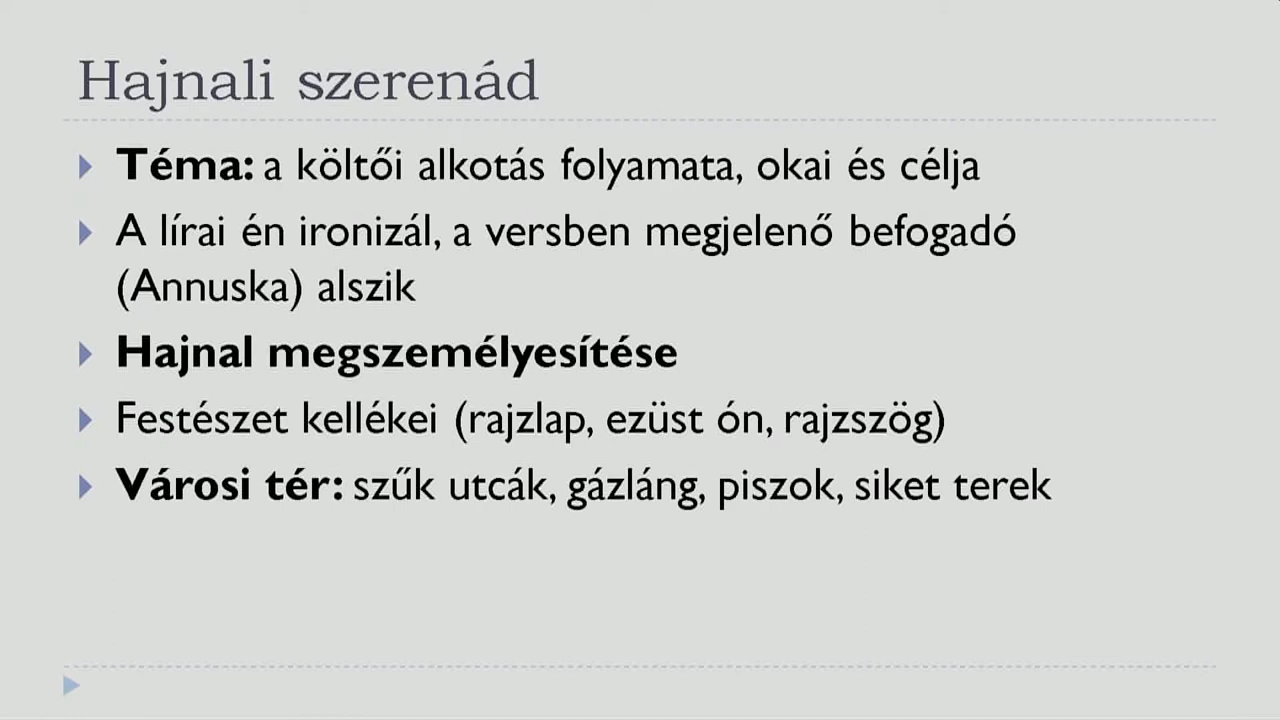 Hajnali szerenád
Téma: a költői alkotás folyamata, okai és célja
A lírai én ironizál, a versben megjelenő befogadó
(Annuska) alszik
Hajnal megszemélyesítése
Festészet kellékei (rajzlap, ezüst ón, rajzszög)
Városi tér: szűk utcák, gázláng, piszok, siket terek